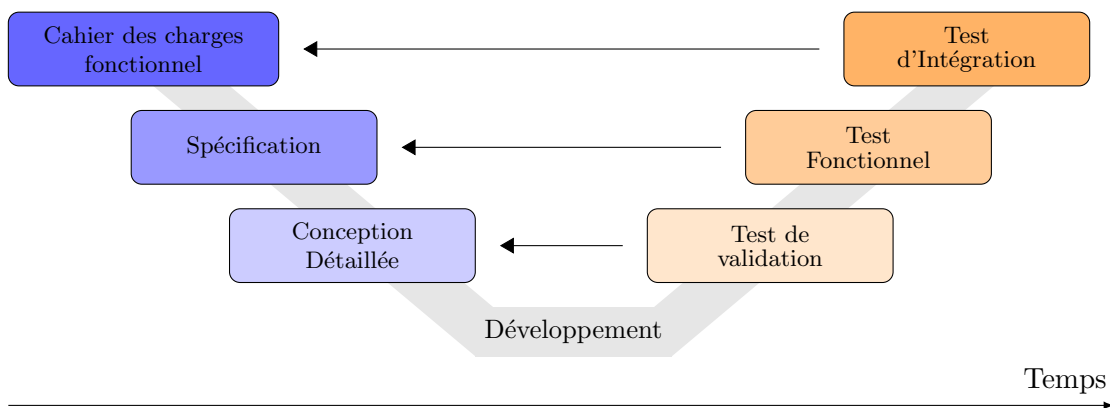 Cahier des charges
fonctionnel
Test
d'Intégration
Spécification
Test
Fonctionnel
Conception
Détaillée
Test de
validation
Développement
Temps